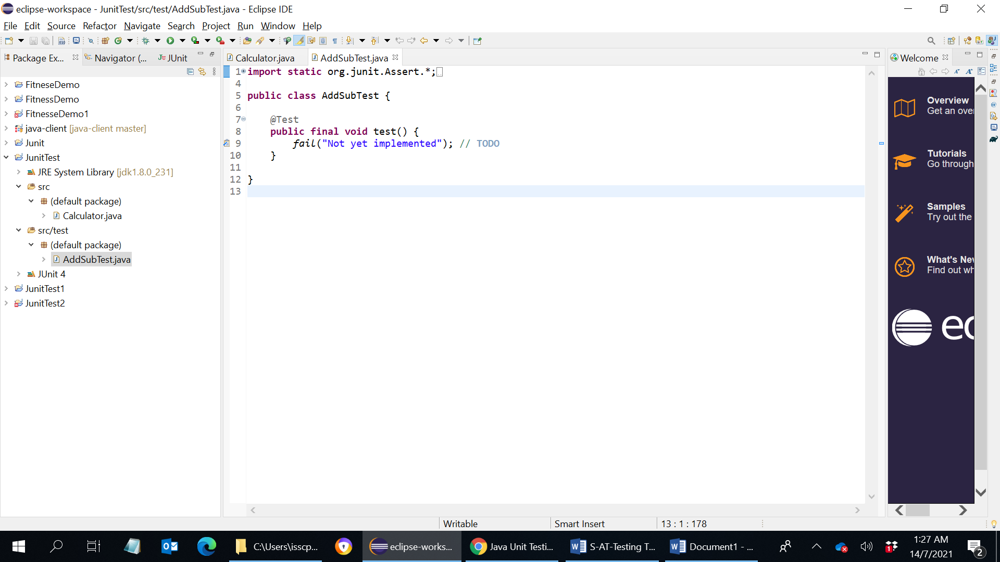 eclipse-workspace - JunitTest/src/test/AddSubTest.java - Eclipse IDE
File Edit Source Refactor Navigate Search Project Run Window Help
Package Ex... Navigator (... JUnit
Calculator.java AddSubTest.java
Welcome
FitneseDemo
FitnessDemo
FitnesseDemo1
java-client [java-client master]
Junit
JunitTest
JRE System Library [jdk1.8.0_231]
src
(default package)
Calculator.java
src/test
(default package)
AddSubTest.java
JUnit 4
JunitTest1
JunitTest2
1 import static org.junit.Assert.*;
4
5 public class AddSubTest {
6
7 @Test
8 public final void test() {
9 fail("Not yet implemented"); // TODO
10 }
11
12 }
13
Overview
Get an over
Tutorials
Go through
Samples
Try out the
What's New
Find out wh
ec
Writable Smart Insert 13 : 1 : 178
C:\Users\isscp... eclipse-works... Java Unit Testi... S-AT-Testing T... Document1 - ...
1
1:27 AM
14/7/2021
2